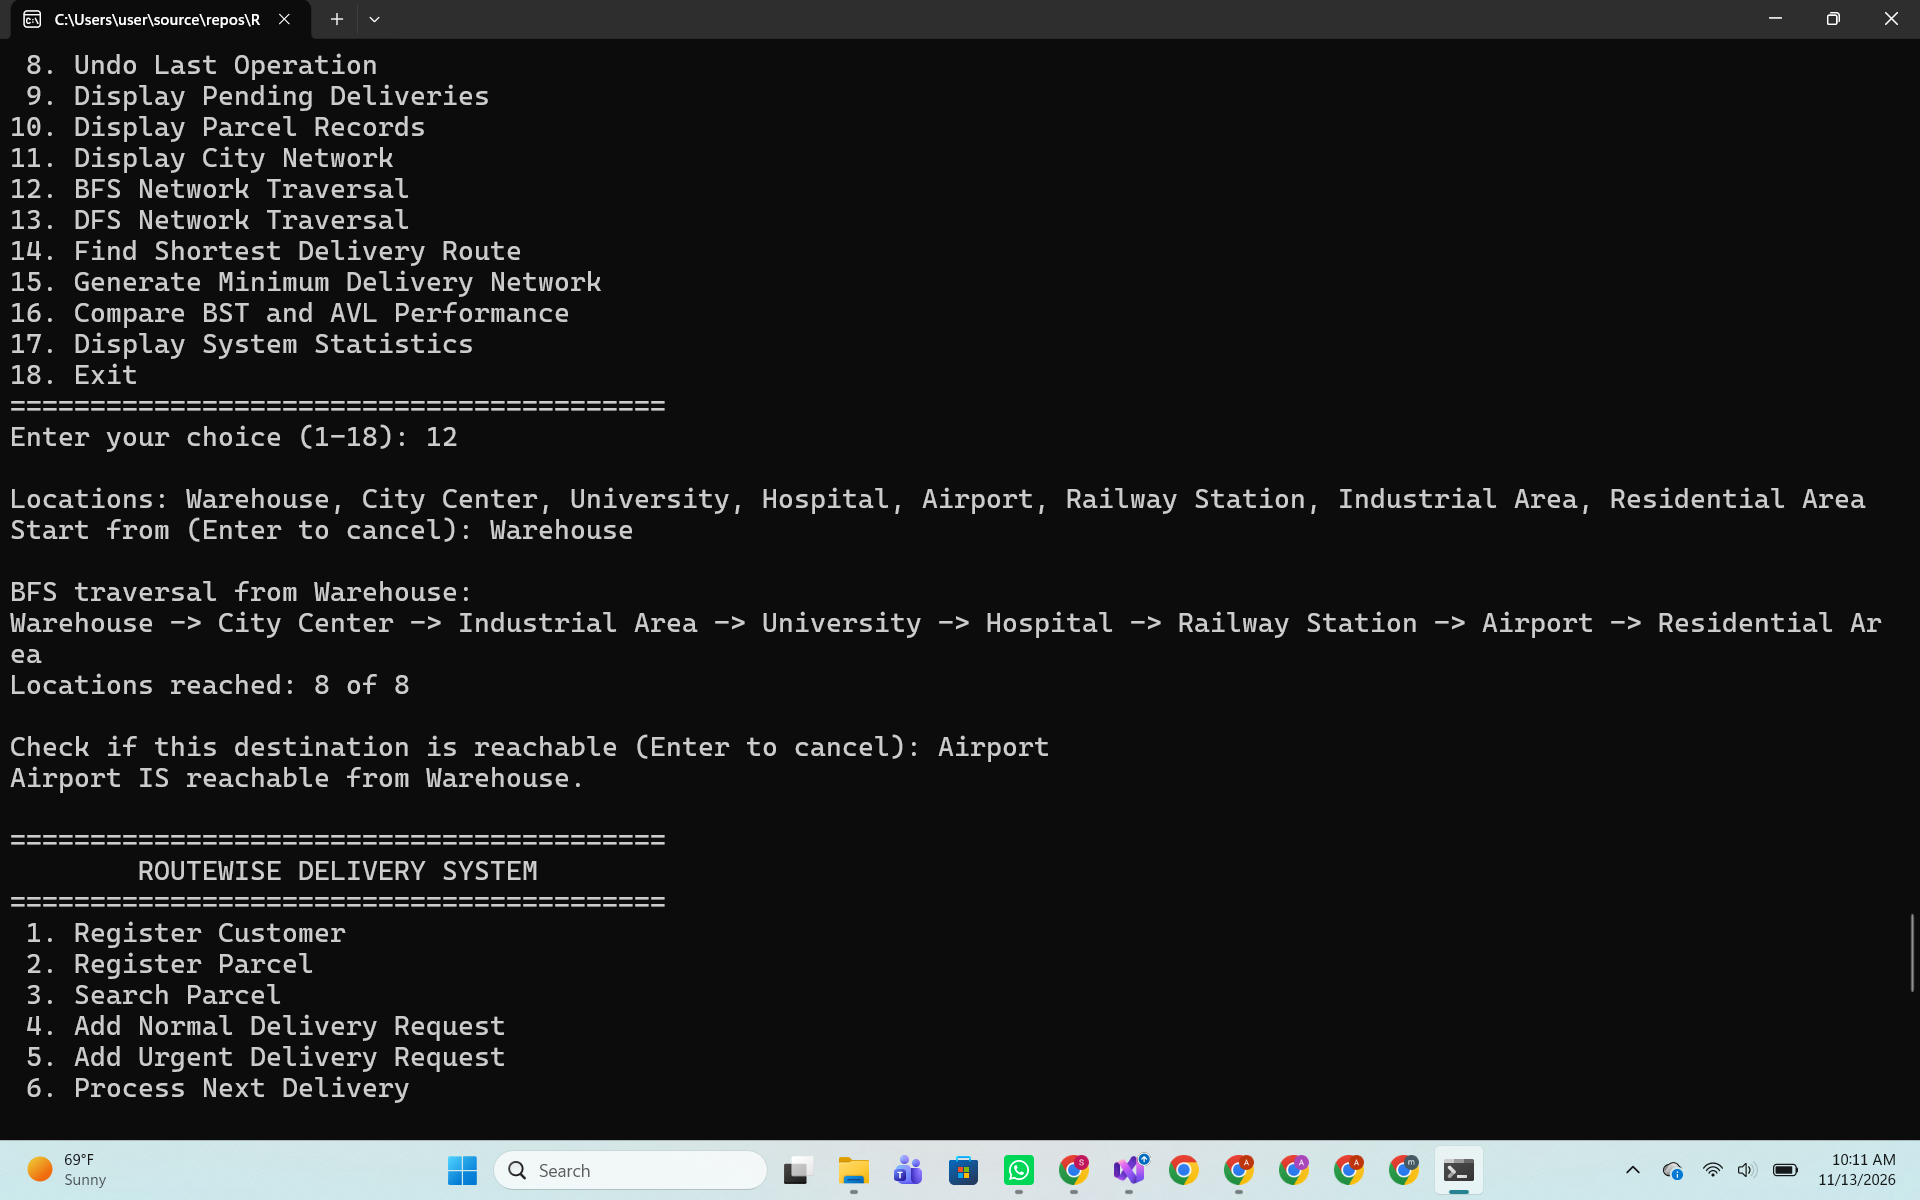 C:\Users\user\source\repos\R
8. Undo Last Operation
9. Display Pending Deliveries
10. Display Parcel Records
11. Display City Network
12. BFS Network Traversal
13. DFS Network Traversal
14. Find Shortest Delivery Route
15. Generate Minimum Delivery Network
16. Compare BST and AVL Performance
17. Display System Statistics
18. Exit
=========================================
Enter your choice (1-18): 12
Locations: Warehouse, City Center, University, Hospital, Airport, Railway Station, Industrial Area, Residential Area
Start from (Enter to cancel): Warehouse
BFS traversal from Warehouse:
Warehouse -> City Center -> Industrial Area -> University -> Hospital -> Railway Station -> Airport -> Residential Ar
ea
Locations reached: 8 of 8
Check if this destination is reachable (Enter to cancel): Airport
Airport IS reachable from Warehouse.
=========================================
ROUTEWISE DELIVERY SYSTEM
=========================================
1. Register Customer
2. Register Parcel
3. Search Parcel
4. Add Normal Delivery Request
5. Add Urgent Delivery Request
6. Process Next Delivery
69°F
Sunny
Search
10:11 AM
11/13/2026